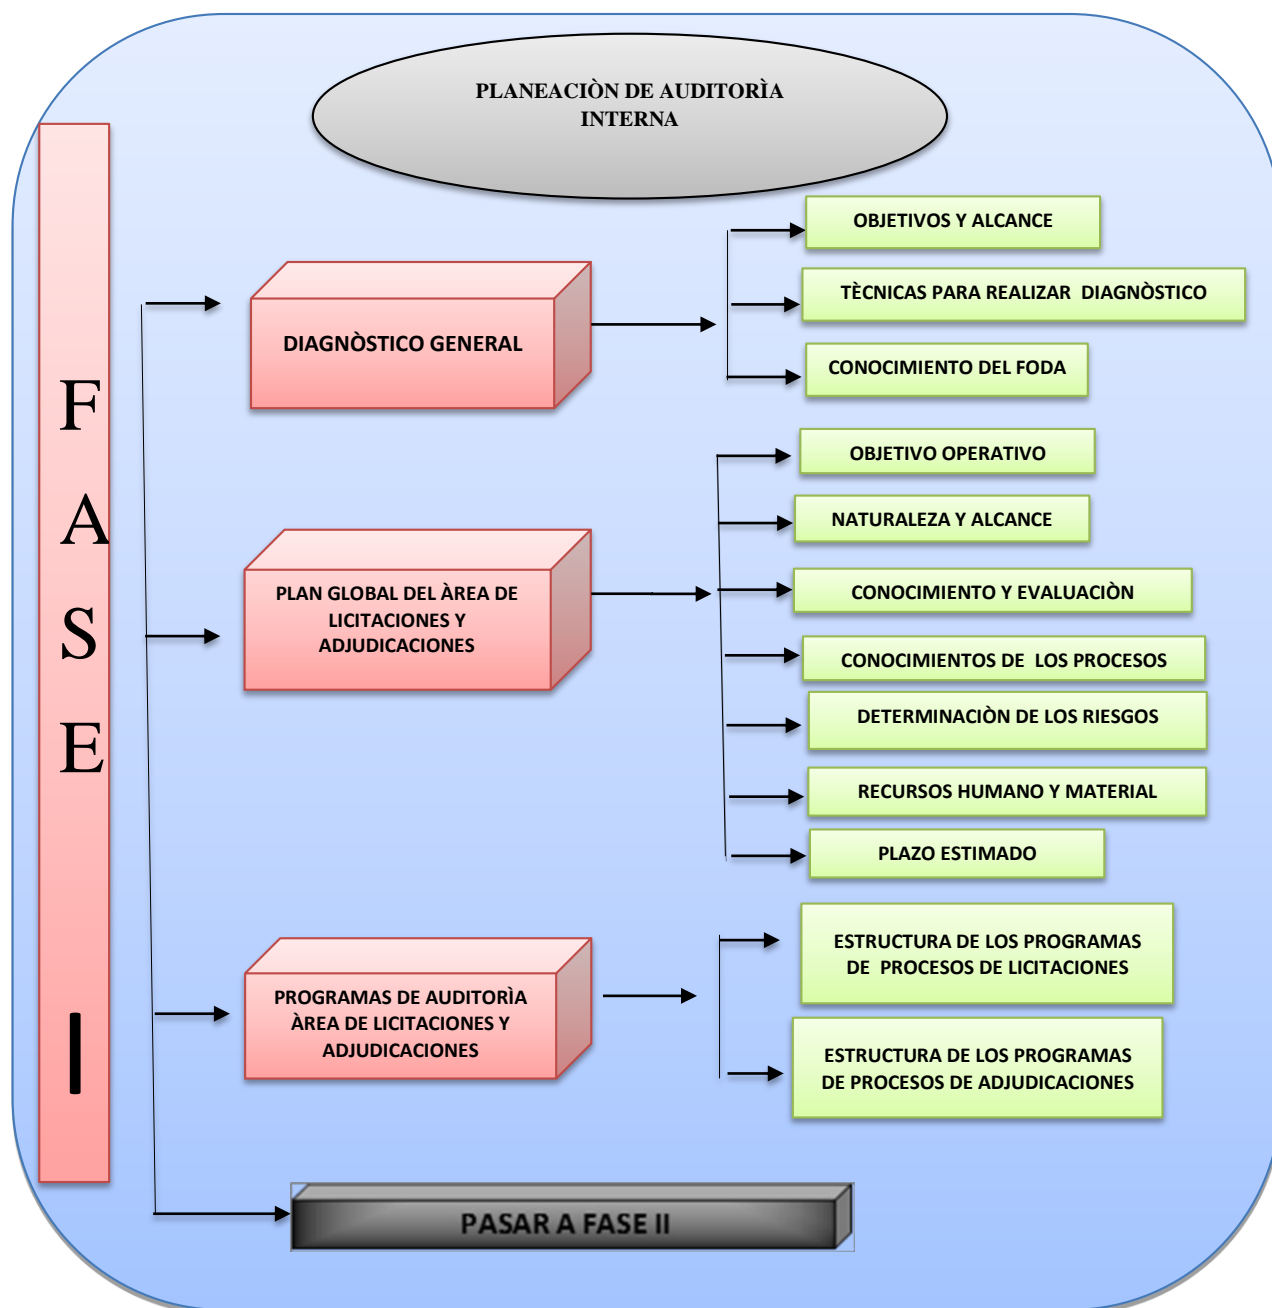 PLANEACIÒN DE AUDITORÌA
INTERNA
F
A
S
E
I
DIAGNÒSTICO GENERAL
OBJETIVOS Y ALCANCE
TÈCNICAS PARA REALIZAR DIAGNÒSTICO
CONOCIMIENTO DEL FODA
PLAN GLOBAL DEL ÀREA DE
LICITACIONES Y
ADJUDICACIONES
OBJETIVO OPERATIVO
NATURALEZA Y ALCANCE
CONOCIMIENTO Y EVALUACIÒN
CONOCIMIENTOS DE LOS PROCESOS
DETERMINACIÒN DE LOS RIESGOS
RECURSOS HUMANO Y MATERIAL
PLAZO ESTIMADO
PROGRAMAS DE AUDITORÌA
ÀREA DE LICITACIONES Y
ADJUDICACIONES
ESTRUCTURA DE LOS PROGRAMAS
DE PROCESOS DE LICITACIONES
ESTRUCTURA DE LOS PROGRAMAS
DE PROCESOS DE ADJUDICACIONES
PASAR A FASE II